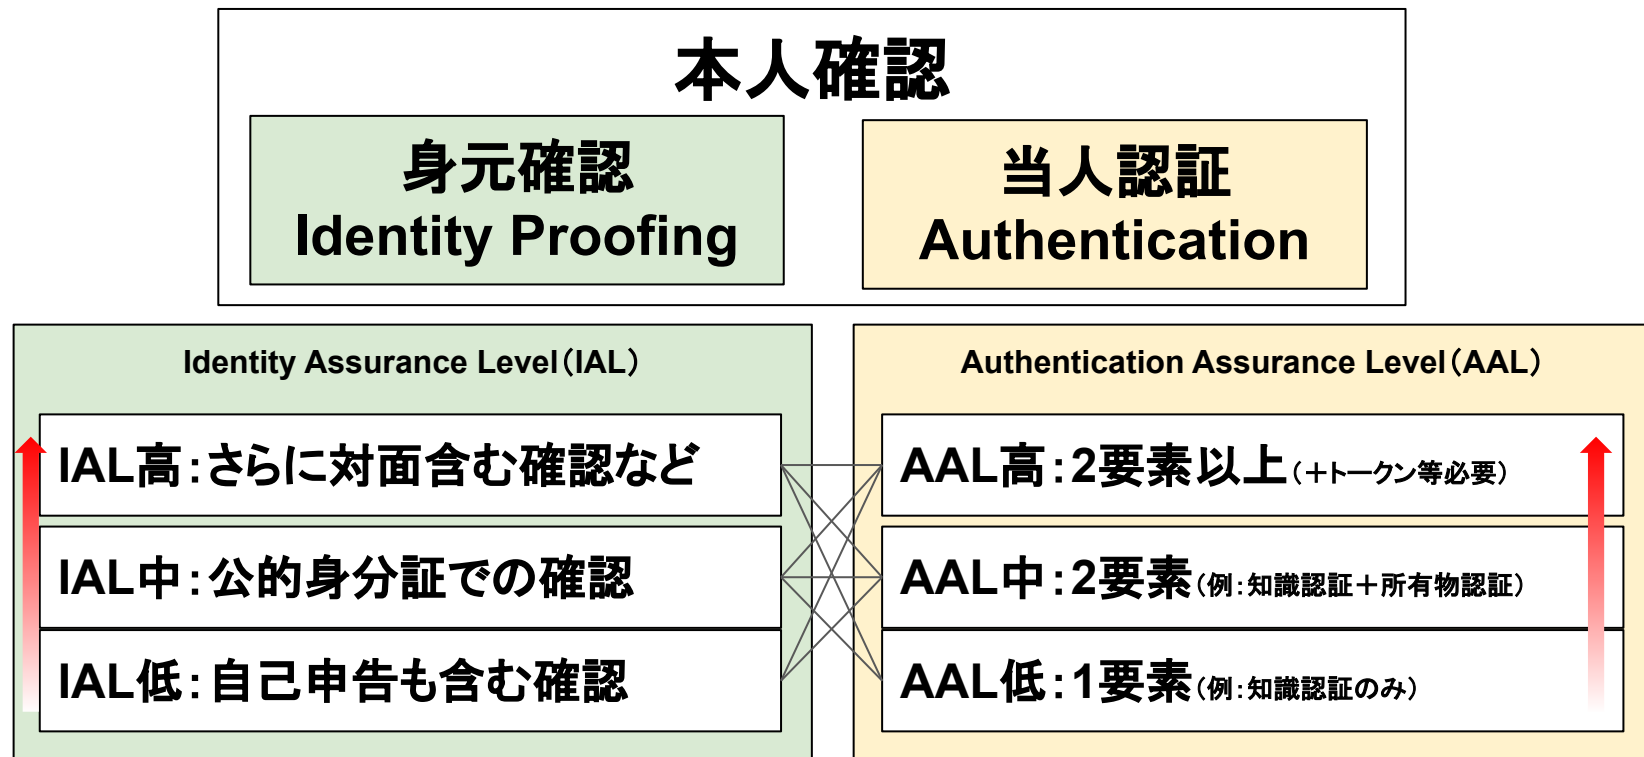 本人確認
身元確認
Identity Proofing
当人認証
Authentication
Identity Assurance Level(IAL)
IAL高：さらに対面含む確認など
IAL中：公的身分証での確認
IAL低：自己申告も含む確認
Authentication Assurance Level(AAL)
AAL高：2要素以上（＋トークン等必要）
AAL中：2要素（例：知識認証＋所有物認証）
AAL低：1要素（例：知識認証のみ）